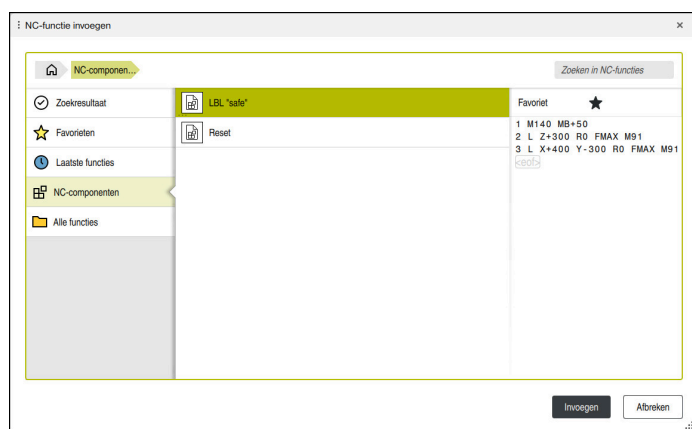 NC-functie invoegen
NC-componen...
Zoeken in NC-functies
Zoekresultaat
Favorieten
Laatste functies
NC-componenten
Alle functies
LBL "safe"
Reset
Favoriet
1 M140 MB+50
2 L Z+300 R0 FMAX M91
3 L X+400 Y-300 R0 FMAX M91
<eof>
Invoegen
Afbreken